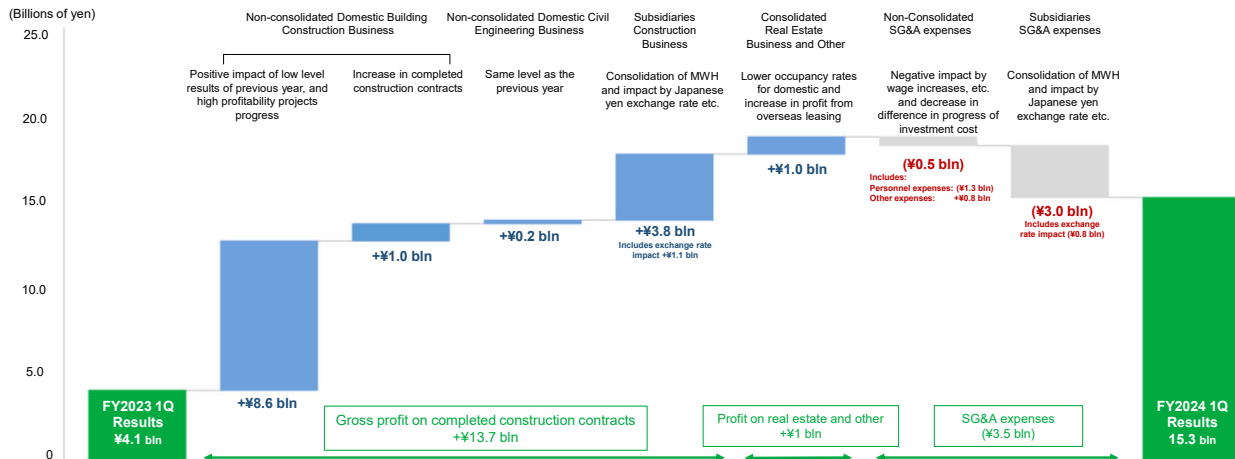 (Billions of yen)
25.0
20.0
15.0
10.0
5.0
0
Non-consolidated Domestic Building
Construction Business
Positive impact of low level
results of previous year, and
high profitability projects
progress
Increase in completed
construction contracts
Non-consolidated Domestic Civil
Engineering Business
Same level as the
previous year
Subsidiaries
Construction
Business
Consolidation of MWH
and impact by Japanese
yen exchange rate etc.
Consolidated
Real Estate
Business and Other
Lower occupancy rates
for domestic and
increase in profit from
overseas leasing
Non-Consolidated
SG&A expenses
Negative impact by
wage increases, etc.
and decrease in
difference in progress of
investment cost
Subsidiaries
SG&A expenses
Consolidation of MWH
and impact by
Japanese yen
exchange rate etc.
FY2023 1Q
Results
¥4.1 bln
+¥8.6 bln
+¥1.0 bln
+¥0.2 bln
+¥3.8 bln
Includes exchange rate
impact +¥1.1 bln
+¥1.0 bln
(¥0.5 bln)
Includes:
Personnel expenses: (¥1.3 bln)
Other expenses: +¥0.8 bln
(¥3.0 bln)
Includes exchange
rate impact (¥0.8 bln)
FY2024 1Q
Results
15.3 bln
Gross profit on completed construction contracts
+¥13.7 bln
Profit on real estate and other
+¥1 bln
SG&A expenses
(¥3.5 bln)